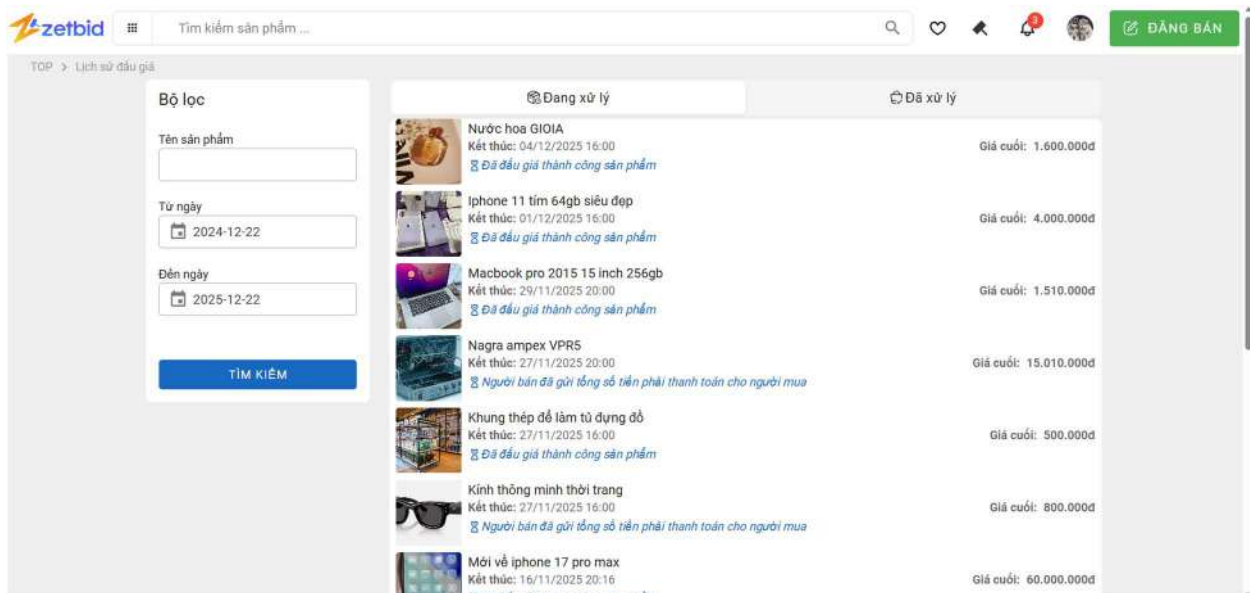 zetbid
Tìm kiếm sản phẩm ...
3
ĐĂNG BÁN
TOP > Lịch sử đấu giá
Bộ lọc
Tên sản phẩm
Từ ngày
2024-12-22
Đến ngày
2025-12-22
TÌM KIẾM
Đang xử lý
Đã xử lý
Nước hoa GIOIA
Kết thúc: 04/12/2025 16:00
Giá cuối: 1.600.000đ
Đã đấu giá thành công sản phẩm
Iphone 11 tím 64gb siêu đẹp
Kết thúc: 01/12/2025 16:00
Giá cuối: 4.000.000đ
Đã đấu giá thành công sản phẩm
Macbook pro 2015 15 inch 256gb
Kết thúc: 29/11/2025 20:00
Giá cuối: 1.510.000đ
Đã đấu giá thành công sản phẩm
Nagra ampex VPR5
Kết thúc: 27/11/2025 20:00
Giá cuối: 15.010.000đ
Người bán đã gửi tổng số tiền phải thanh toán cho người mua
Khung thép để làm tủ đựng đồ
Kết thúc: 27/11/2025 16:00
Giá cuối: 500.000đ
Đã đấu giá thành công sản phẩm
Kính thông minh thời trang
Kết thúc: 27/11/2025 16:00
Giá cuối: 800.000đ
Người bán đã gửi tổng số tiền phải thanh toán cho người mua
Mới về iphone 17 pro max
Kết thúc: 16/11/2025 20:16
Giá cuối: 60.000.000đ